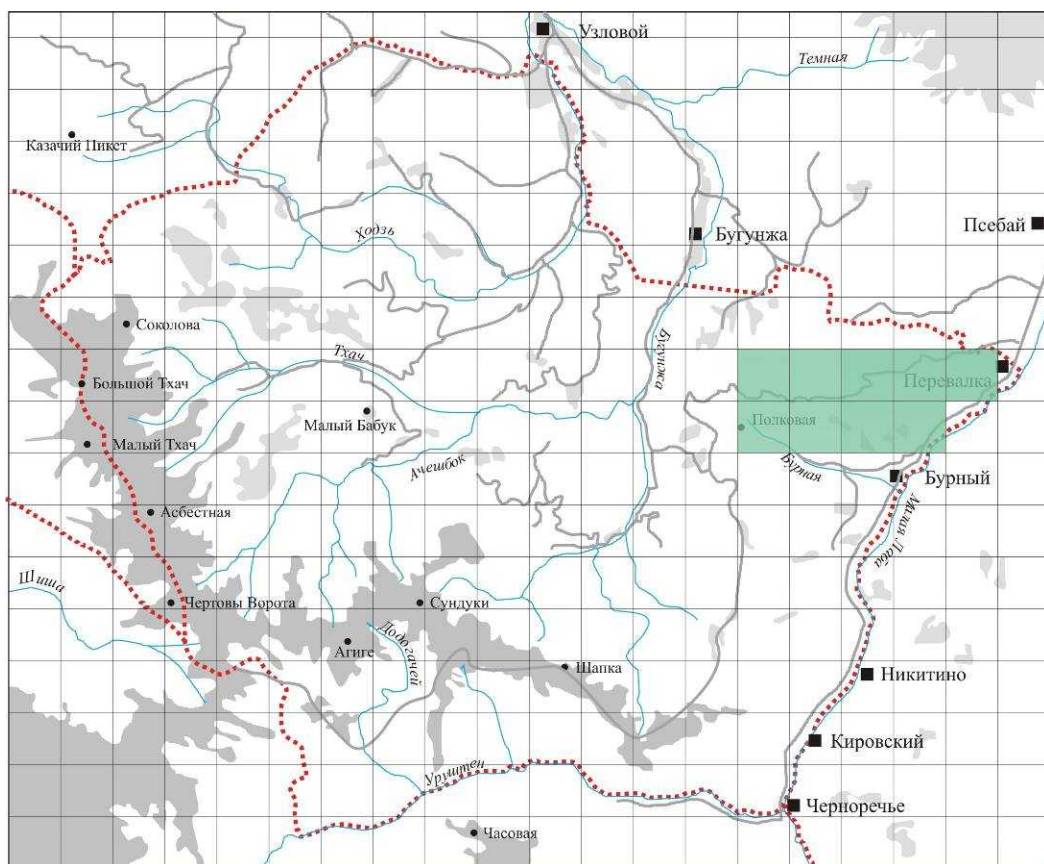 Узловой
Темная
Казачий Пикет
Псебай
Ходзь
Бугунжа
Соколова
Бугунжа
Тхач
Перевалка
Большой Тхач
Малый Бабук
Полковая
Малый Тхач
Ачешбок
Бурная
Бурный
Асбестная
Малая Лаба
Шиша
Чертовы Ворота
Сундуки
Додогачей
Агиге
Шапка
Никитино
Кировский
Уруштен
Черноречье
Часовая